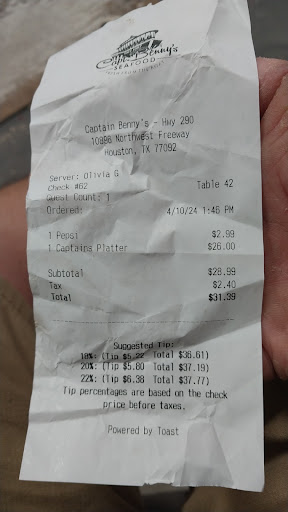 Capt. Benny's
SEAFOOD
Captain Benny's - Hwy 290
10896 Northwest Freeway
Houston, TX 77092
Server: Olivia G
Check #62 Table 42
Guest Count: 1
Ordered: 4/10/24 1:46 PM
1 Pepsi $2.99
1 Captains Platter $26.00
Subtotal $28.99
Tax $2.40
Total $31.39
Suggested Tip:
18%: (Tip $5.22 Total $36.61)
20%: (Tip $5.80 Total $37.19)
22%: (Tip $6.38 Total $37.77)
Tip percentages are based on the check
price before taxes.
Powered by Toast